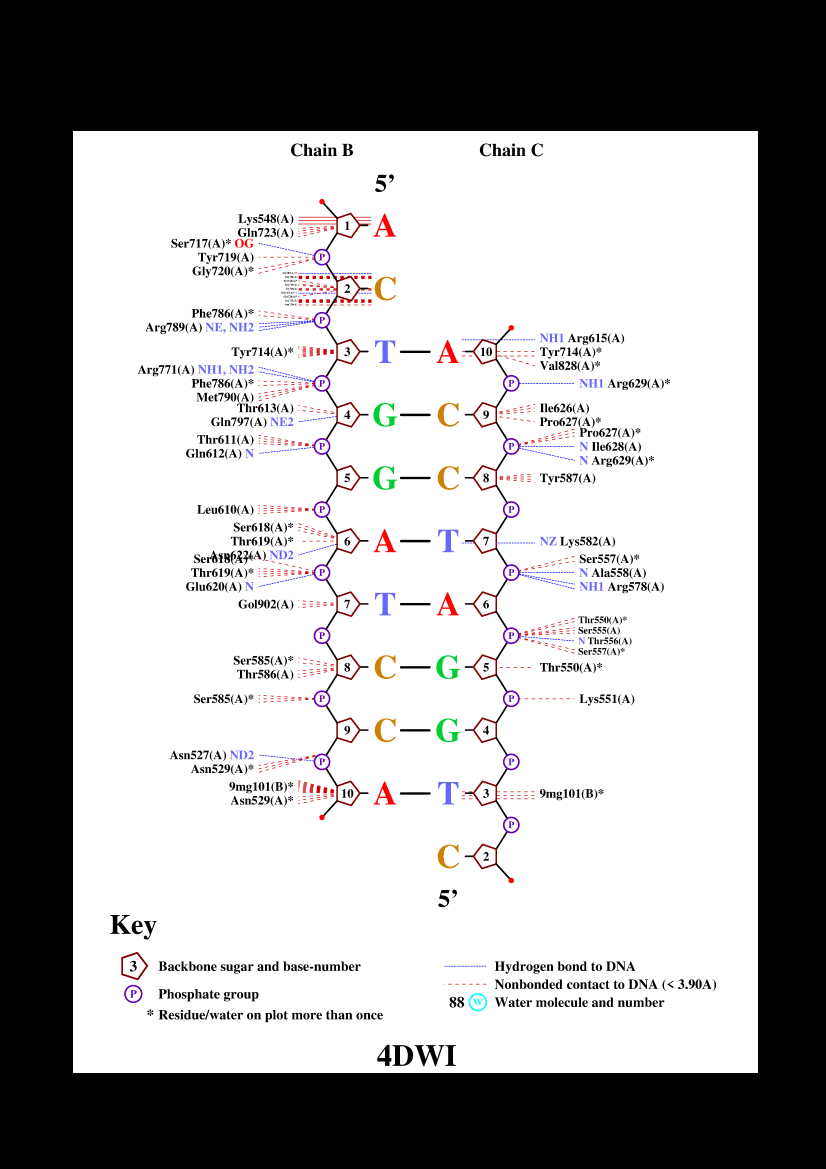 Chain B Chain C
5’
Lys548(A)
1 A
Gln723(A)
Ser717(A)* OG
Tyr719(A) P
Gly720(A)*
2 C
Phe786(A)* P
Arg789(A) NE, NH2
NH1 Arg615(A)
Tyr714(A)* 3 T A 10 Tyr714(A)*
Val828(A)*
Arg771(A) NH1, NH2
Phe786(A)* P P NH1 Arg629(A)*
Met790(A)
Thr613(A) 4 G C 9 Ile626(A)
Gln797(A) NE2 Pro627(A)*
Pro627(A)*
Thr611(A) P P N Ile628(A)
Gln612(A) N N Arg629(A)*
5 G C 8 Tyr587(A)
Leu610(A) P P
Ser618(A)*
Thr619(A)* 6 A T 7 NZ Lys582(A)
Asn622(A) ND2
Ser618(A)* Ser557(A)*
Thr619(A)* P P N Ala558(A)
Glu620(A) N NH1 Arg578(A)
Gol902(A) 7 T A 6
Thr550(A)*
Ser555(A)
P P N Thr556(A)
Ser557(A)*
Ser585(A)* 8 C G 5 Thr550(A)*
Thr586(A)
Ser585(A)* P P Lys551(A)
9 C G 4
Asn527(A) ND2 P P
Asn529(A)*
9mg101(B)* 10 A T 3 9mg101(B)*
Asn529(A)*
P
C 2
5’
Key
3 Backbone sugar and base-number
P Phosphate group
* Residue/water on plot more than once
Hydrogen bond to DNA
Nonbonded contact to DNA (< 3.90A)
88 W Water molecule and number
4DWI